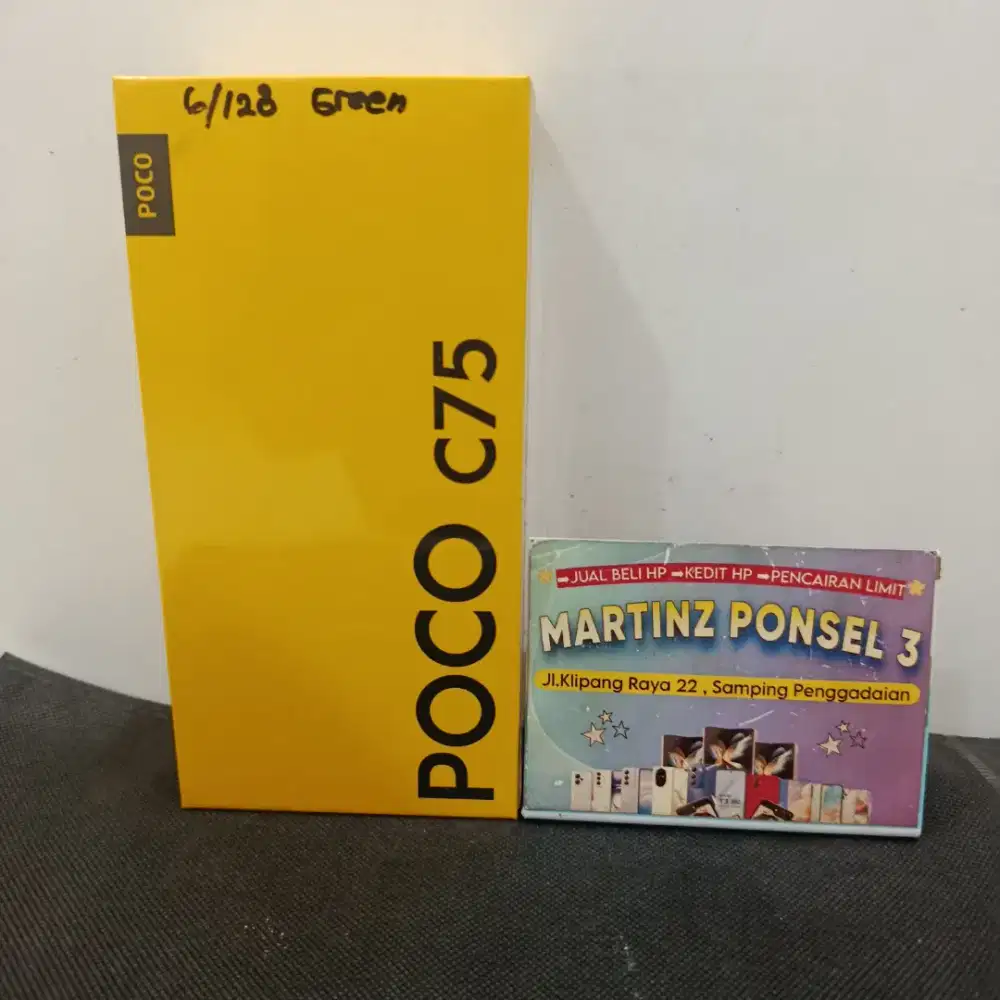 6/128 Green
POCO
POCO C75
JUAL BELI HP KEDIT HP PENCAIRAN LIMIT
MARTINZ PONSEL 3
Jl.Klipang Raya 22 , Samping Penggadaian